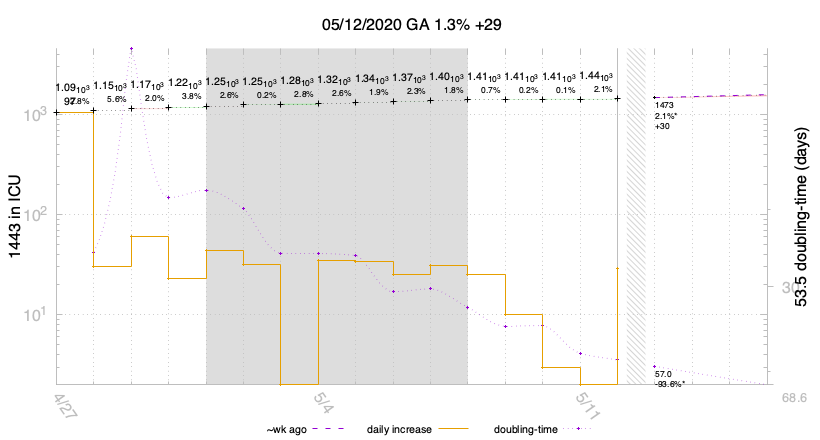 05/12/2020 GA 1.3% +29
1.0910³ 1.1510³ 1.1710³ 1.2210³ 1.2510³ 1.2510³ 1.2810³ 1.3210³ 1.3410³ 1.3710³ 1.4010³ 1.4110³ 1.4110³ 1.4110³ 1.4410³
5.6% 2.0% 3.8% 2.6% 0.2% 2.8% 2.6% 1.9% 2.3% 1.8% 0.7% 0.2% 0.1% 2.1%
10³
1473
2.1%*
+30
1443 in ICU
53.5 doubling-time (days)
10²
10¹
57.0
-93.6%*
68.6
4/27
5/4
5/11
~wk ago
daily increase
doubling-time